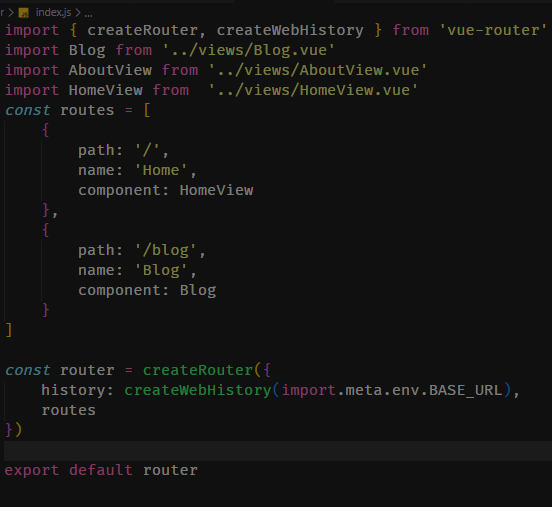 r > JS index.js > ...
import { createRouter, createWebHistory } from 'vue-router'
import Blog from '../views/Blog.vue'
import AboutView from '../views/AboutView.vue'
import HomeView from  '../views/HomeView.vue'
const routes = [
    {
        path: '/',
        name: 'Home',
        component: HomeView
    },
    {
        path: '/blog',
        name: 'Blog',
        component: Blog
    }
]
const router = createRouter({
    history: createWebHistory(import.meta.env.BASE_URL),
    routes
})
export default router